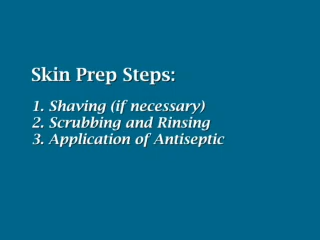 Skin Prep Steps:
1. Shaving (if necessary)
2. Scrubbing and Rinsing
3. Application of Antiseptic